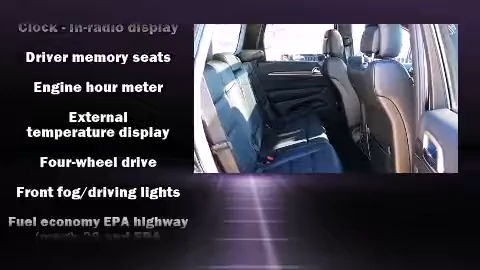 Clock - In-radio display
Driver memory seats
Engine hour meter
External
temperature display
Four-wheel drive
Front fog/driving lights
Fuel economy EPA highway